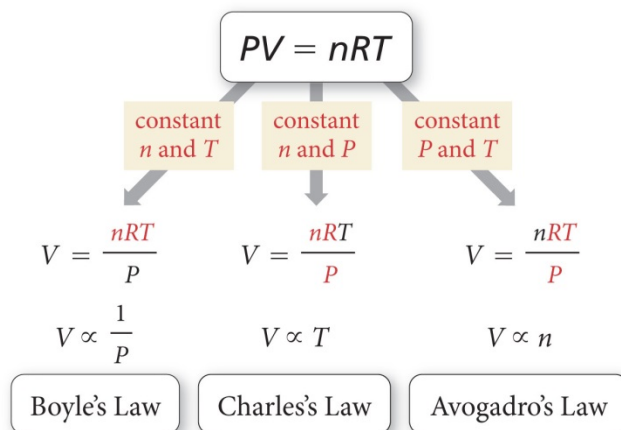 PV = nRT
constant
n and T
constant
n and P
constant
P and T
V = nRT/P
V = nRT/P
V = nRT/P
V ∝ 1/P
V ∝ T
V ∝ n
Boyle's Law
Charles's Law
Avogadro's Law